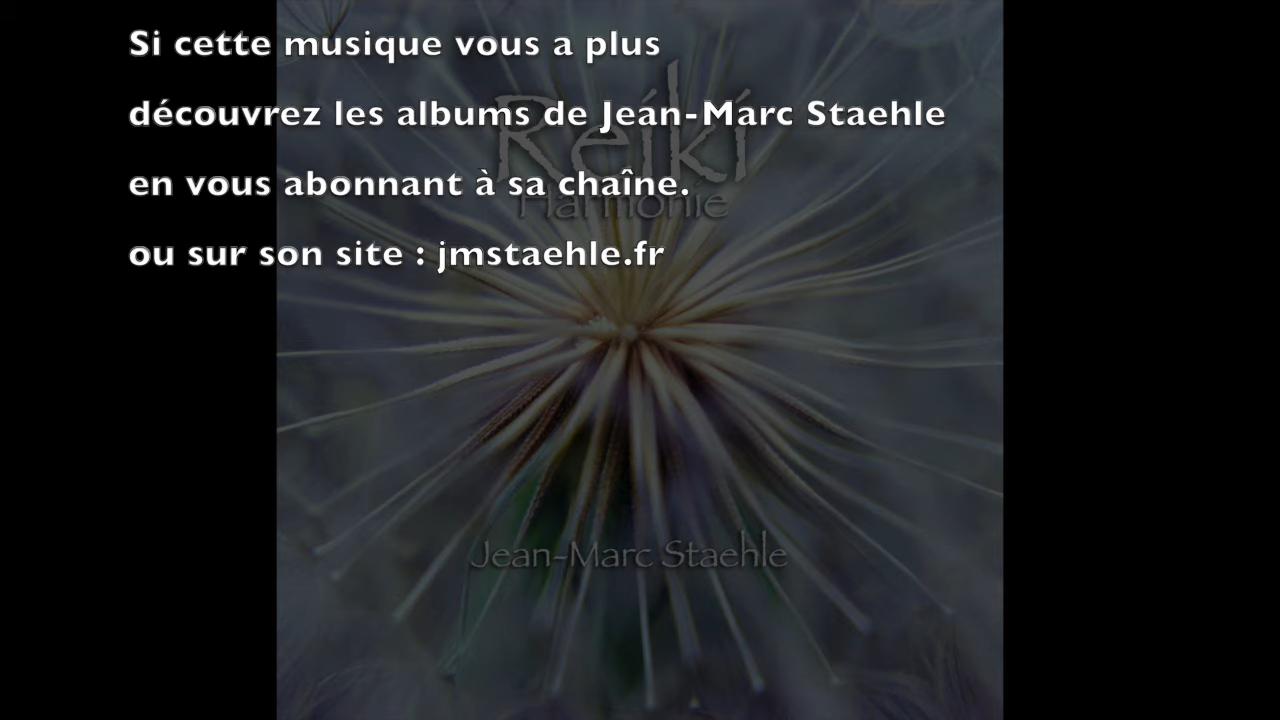 Si cette musique vous a plus
découvrez les albums de Jean-Marc Staehle
en vous abonnant à sa chaîne.
ou sur son site : jmstaehle.fr
Reiki
Harmonie
Jean-Marc Staehle